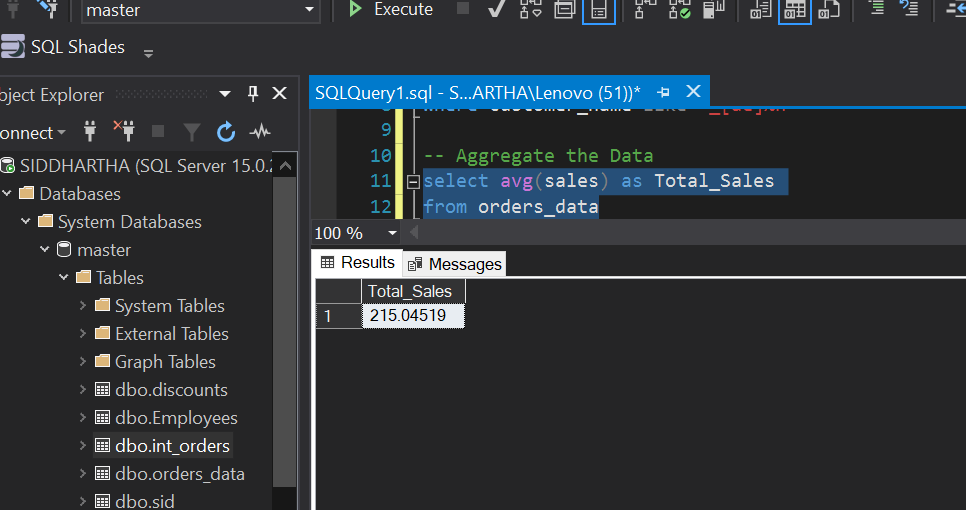 master
Execute
SQL Shades
bject Explorer
onnect
SIDDHARTHA (SQL Server 15.0.2
Databases
System Databases
master
Tables
System Tables
External Tables
Graph Tables
dbo.discounts
dbo.Employees
dbo.int_orders
dbo.orders_data
dbo.sid
SQLQuery1.sql - S...ARTHA\Lenovo (51))*
9
10 -- Aggregate the Data
11 select avg(sales) as Total_Sales
12 from orders_data
100 %
Results Messages
Total_Sales
1 215.04519